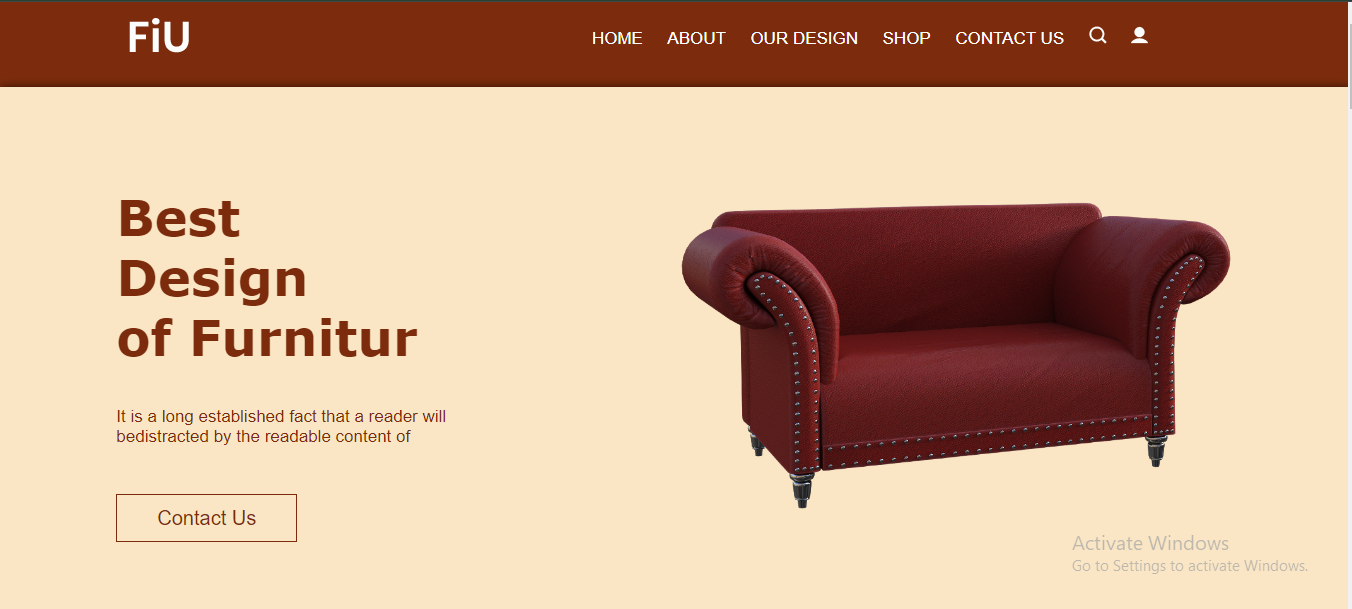 FiU
HOME ABOUT OUR DESIGN SHOP CONTACT US
Best
Design
of Furnitur
It is a long established fact that a reader will
bedistracted by the readable content of
Contact Us
Activate Windows
Go to Settings to activate Windows.